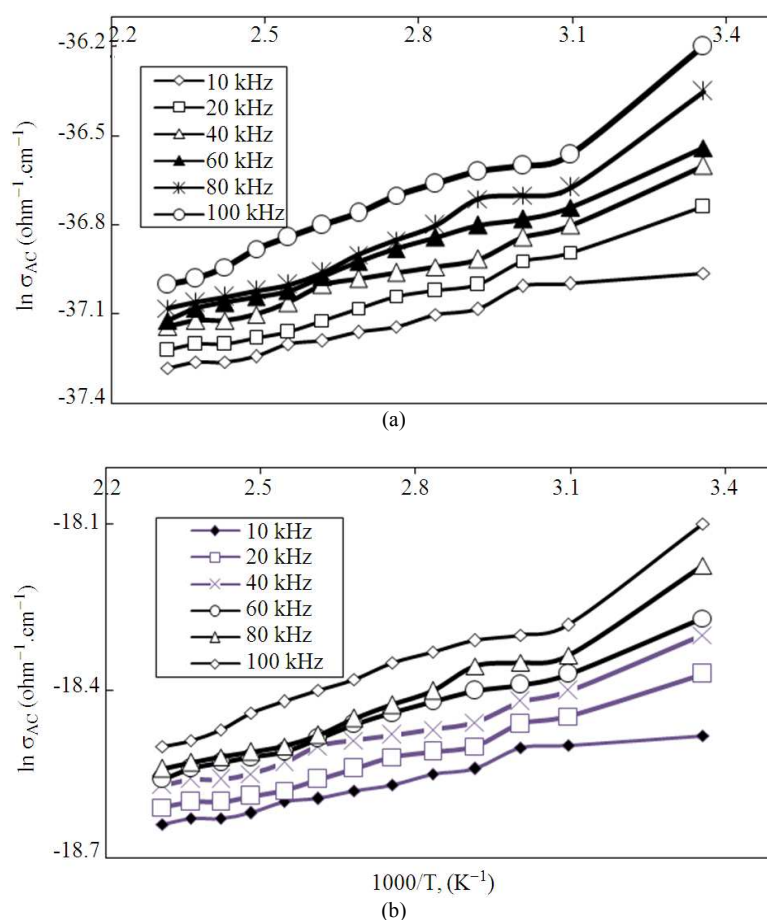 2.2 2.5 2.8 3.1 3.4
-36.2
-36.5
-36.8
-37.1
-37.4
ln σAC (ohm⁻¹.cm⁻¹)
10 kHz
20 kHz
40 kHz
60 kHz
80 kHz
100 kHz
(a)
2.2 2.5 2.8 3.1 3.4
-18.1
-18.4
-18.7
ln σAC (ohm⁻¹.cm⁻¹)
10 kHz
20 kHz
40 kHz
60 kHz
80 kHz
100 kHz
1000/T, (K⁻¹)
(b)